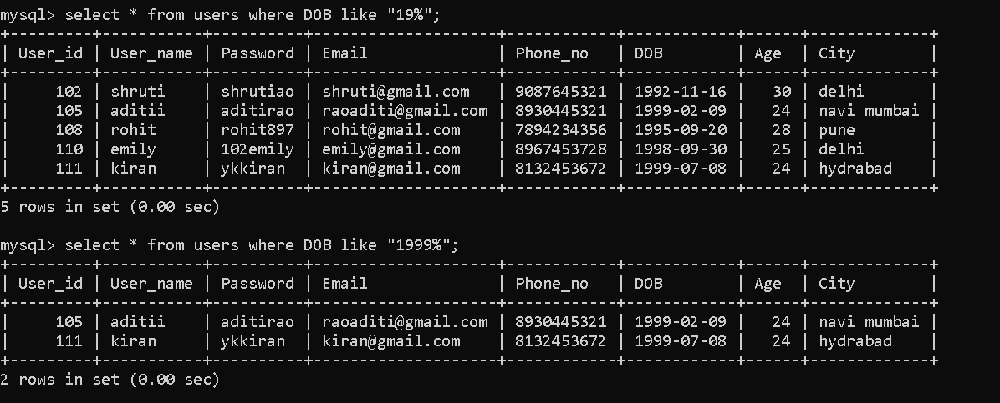 mysql> select * from users where DOB like "19%";
+---------+-----------+----------+--------------------+------------+------------+------+-------------+
| User_id | User_name | Password | Email              | Phone_no   | DOB        | Age  | City        |
+---------+-----------+----------+--------------------+------------+------------+------+-------------+
|     102 | shruti    | shrutiao | shruti@gmail.com   | 9087645321 | 1992-11-16 |   30 | delhi       |
|     105 | aditii    | aditirao | raoaditi@gmail.com | 8930445321 | 1999-02-09 |   24 | navi mumbai |
|     108 | rohit     | rohit897 | rohit@gmail.com    | 7894234356 | 1995-09-20 |   28 | pune        |
|     110 | emily     | 102emily | emily@gmail.com    | 8967453728 | 1998-09-30 |   25 | delhi       |
|     111 | kiran     | ykkiran  | kiran@gmail.com    | 8132453672 | 1999-07-08 |   24 | hydrabad    |
+---------+-----------+----------+--------------------+------------+------------+------+-------------+
5 rows in set (0.00 sec)
mysql> select * from users where DOB like "1999%";
+---------+-----------+----------+--------------------+------------+------------+------+-------------+
| User_id | User_name | Password | Email              | Phone_no   | DOB        | Age  | City        |
+---------+-----------+----------+--------------------+------------+------------+------+-------------+
|     105 | aditii    | aditirao | raoaditi@gmail.com | 8930445321 | 1999-02-09 |   24 | navi mumbai |
|     111 | kiran     | ykkiran  | kiran@gmail.com    | 8132453672 | 1999-07-08 |   24 | hydrabad    |
+---------+-----------+----------+--------------------+------------+------------+------+-------------+
2 rows in set (0.00 sec)